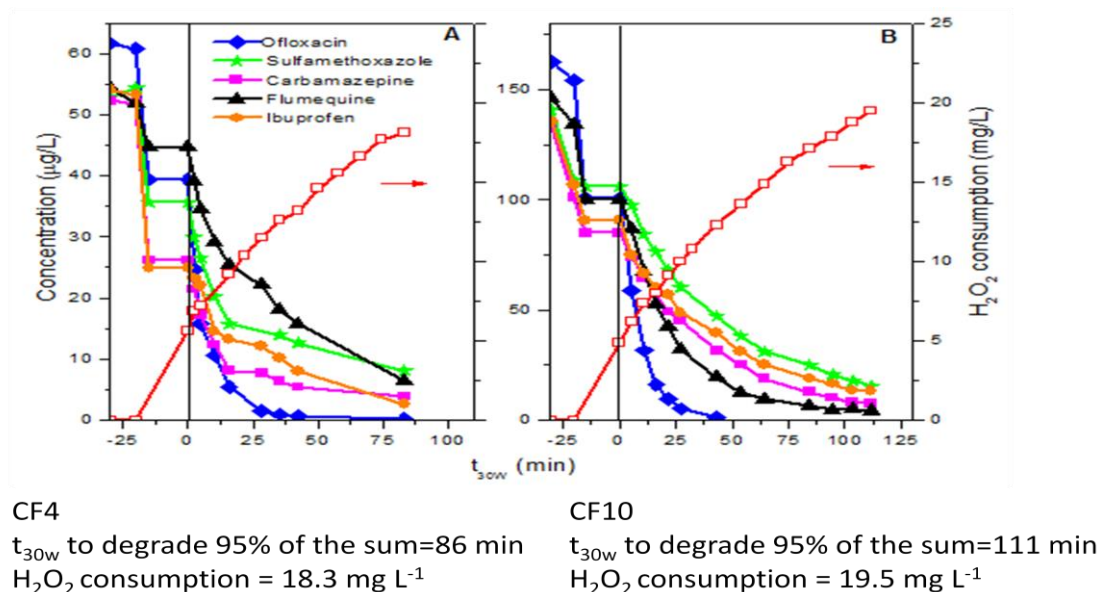 A
B
Ofloxacin
Sulfamethoxazole
Carbamazepine
Flumequine
Ibuprofen
Concentration (µg/L)
60
50
40
30
20
10
0
-25 0 25 50 75 100
150
100
50
0
-25 0 25 50 75 100 125
25
20
15
10
5
0
H₂O₂ consumption (mg/L)
t₃₀W (min)
CF4
t₃₀w to degrade 95% of the sum=86 min
H₂O₂ consumption = 18.3 mg L⁻¹
CF10
t₃₀w to degrade 95% of the sum=111 min
H₂O₂ consumption = 19.5 mg L⁻¹